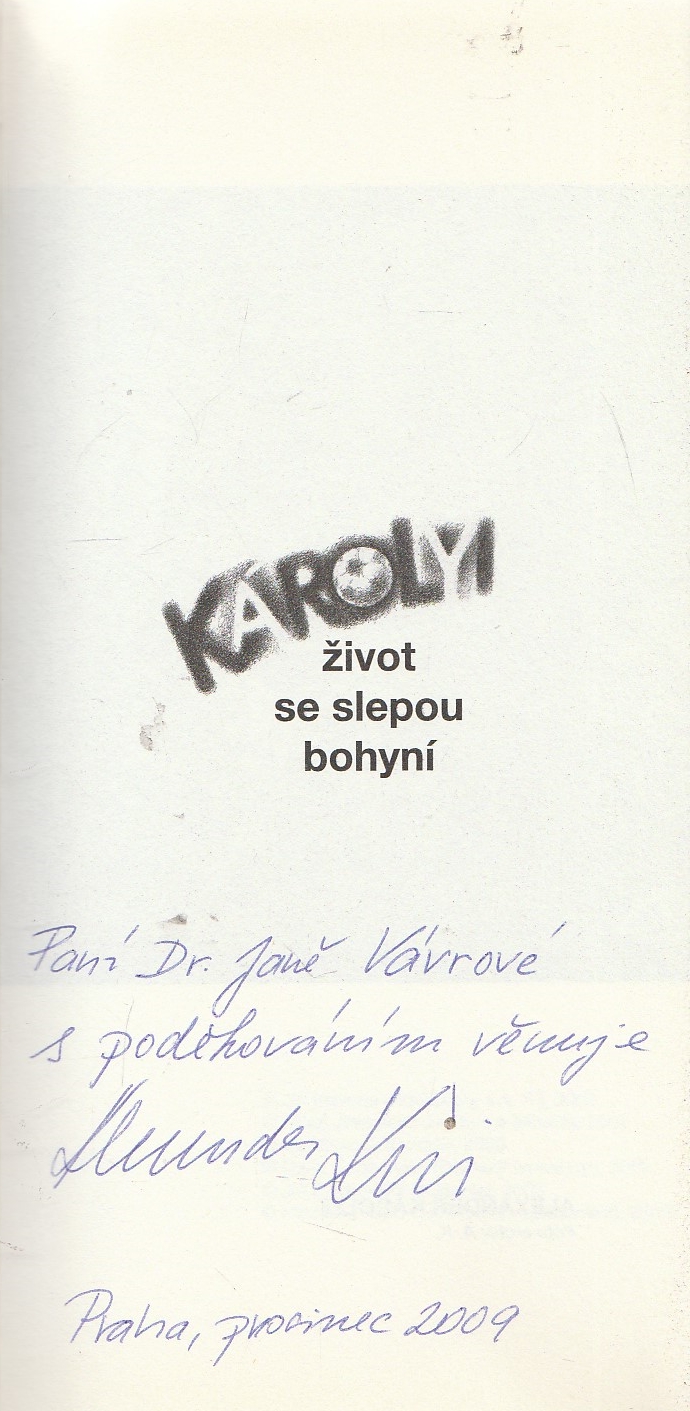 KÁROLYI
život
se slepou
bohyní
Paní Dr. Janě Vávrové
s poděkováním věnuje
Praha, prosinec 2009